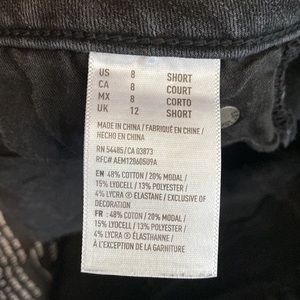 US 8 SHORT
CA 8 COURT
MX 8 CORTO
UK 12 SHORT
MADE IN CHINA / FABRIQUÉ EN CHINE /
HECHO EN CHINA
RN 54485/CA 03873
RFC# AEM120605U9A
EN 48% COTTON / 20% MODAL /
15% LYOCELL / 13% POLYESTER /
4% LYCRA ® ELASTANE / EXCLUSIVE OF
DECORATION
FR : 48% COTON / 20% MODAL /
15% LYOCELL / 13% POLYESTER /
4% LYCRA ® ÉLASTHANNE /
À L'EXCEPTION DE LA GARNITURE